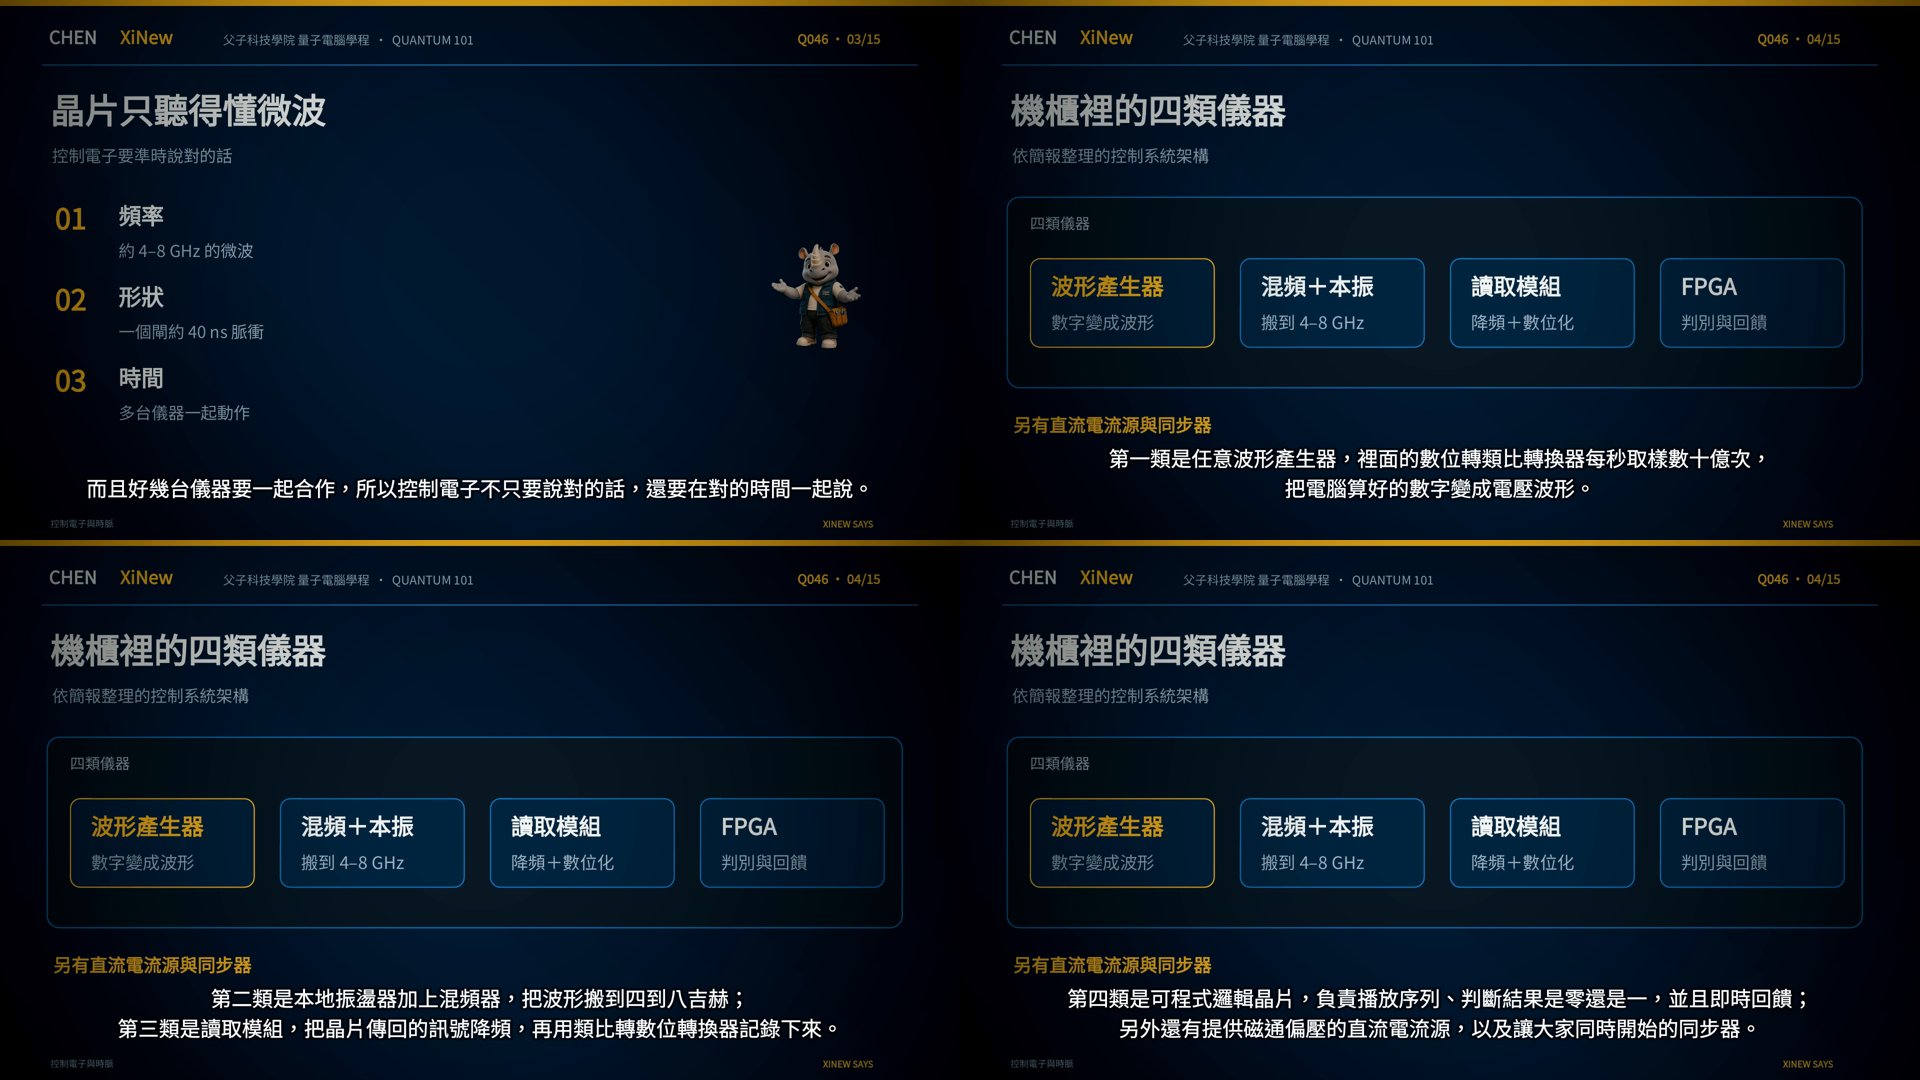 CHEN XiNew 父子科技學院 量子電腦學程 · QUANTUM 101 Q046 · 03/15
晶片只聽得懂微波
控制電子要準時說對的話
01 頻率
約 4–8 GHz 的微波
02 形狀
一個閘約 40 ns 脈衝
03 時間
多台儀器一起動作
而且好幾台儀器要一起合作，所以控制電子不只要說對的話，還要在對的時間一起說。
控制電子與時脈 XINEW SAYS
CHEN XiNew 父子科技學院 量子電腦學程 · QUANTUM 101 Q046 · 04/15
機櫃裡的四類儀器
依簡報整理的控制系統架構
四類儀器
波形產生器 混頻＋本振 讀取模組 FPGA
數字變成波形 搬到 4–8 GHz 降頻＋數位化 判別與回饋
另有直流電流源與同步器
第一類是任意波形產生器，裡面的數位轉類比轉換器每秒取樣數十億次，
把電腦算好的數字變成電壓波形。
控制電子與時脈 XINEW SAYS
CHEN XiNew 父子科技學院 量子電腦學程 · QUANTUM 101 Q046 · 04/15
機櫃裡的四類儀器
依簡報整理的控制系統架構
四類儀器
波形產生器 混頻＋本振 讀取模組 FPGA
數字變成波形 搬到 4–8 GHz 降頻＋數位化 判別與回饋
另有直流電流源與同步器
第二類是本地振盪器加上混頻器，把波形搬到四到八吉赫；
第三類是讀取模組，把晶片傳回的訊號降頻，再用類比轉數位轉換器記錄下來。
控制電子與時脈 XINEW SAYS
CHEN XiNew 父子科技學院 量子電腦學程 · QUANTUM 101 Q046 · 04/15
機櫃裡的四類儀器
依簡報整理的控制系統架構
四類儀器
波形產生器 混頻＋本振 讀取模組 FPGA
數字變成波形 搬到 4–8 GHz 降頻＋數位化 判別與回饋
另有直流電流源與同步器
第四類是可程式邏輯晶片，負責播放序列、判斷結果是零還是一，並且即時回饋；
另外還有提供磁通偏壓的直流電流源，以及讓大家同時開始的同步器。
控制電子與時脈 XINEW SAYS